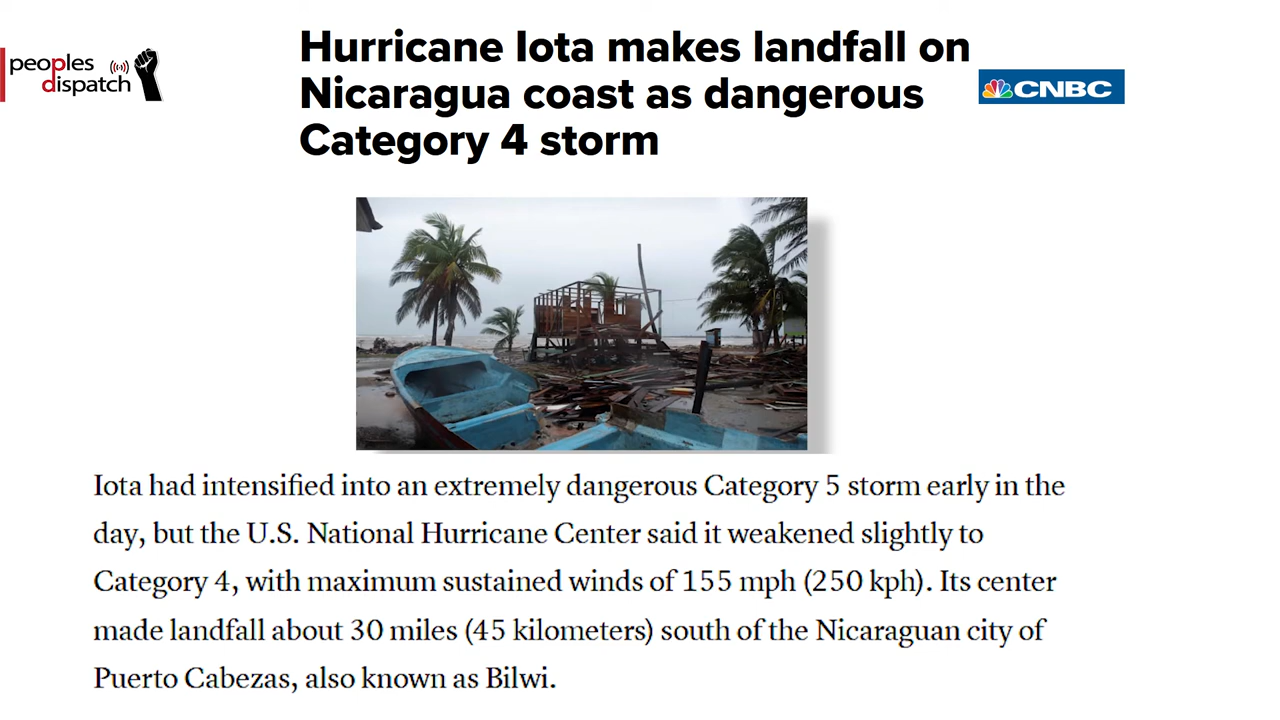 peoples
dispatch
Hurricane Iota makes landfall on
Nicaragua coast as dangerous
Category 4 storm
CNBC
Iota had intensified into an extremely dangerous Category 5 storm early in the
day, but the U.S. National Hurricane Center said it weakened slightly to
Category 4, with maximum sustained winds of 155 mph (250 kph). Its center
made landfall about 30 miles (45 kilometers) south of the Nicaraguan city of
Puerto Cabezas, also known as Bilwi.